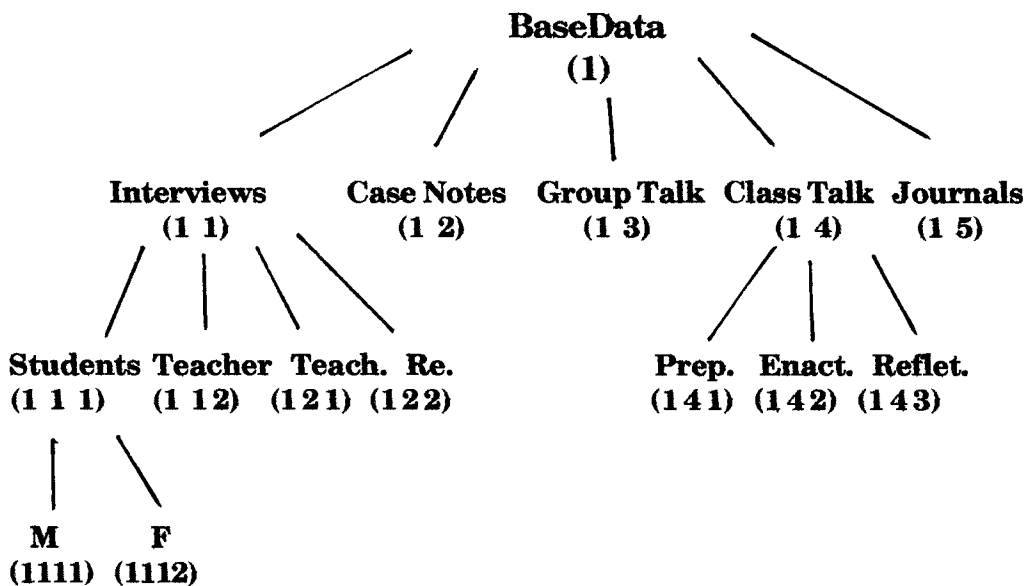 BaseData
(1)
Interviews Case Notes Group Talk Class Talk Journals
(1 1) (1 2) (1 3) (1 4) (1 5)
Students Teacher Teach. Re. Prep. Enact. Reflet.
(1 1 1) (1 12) (121) (122) (141) (142) (143)
M F
(1111) (1112)